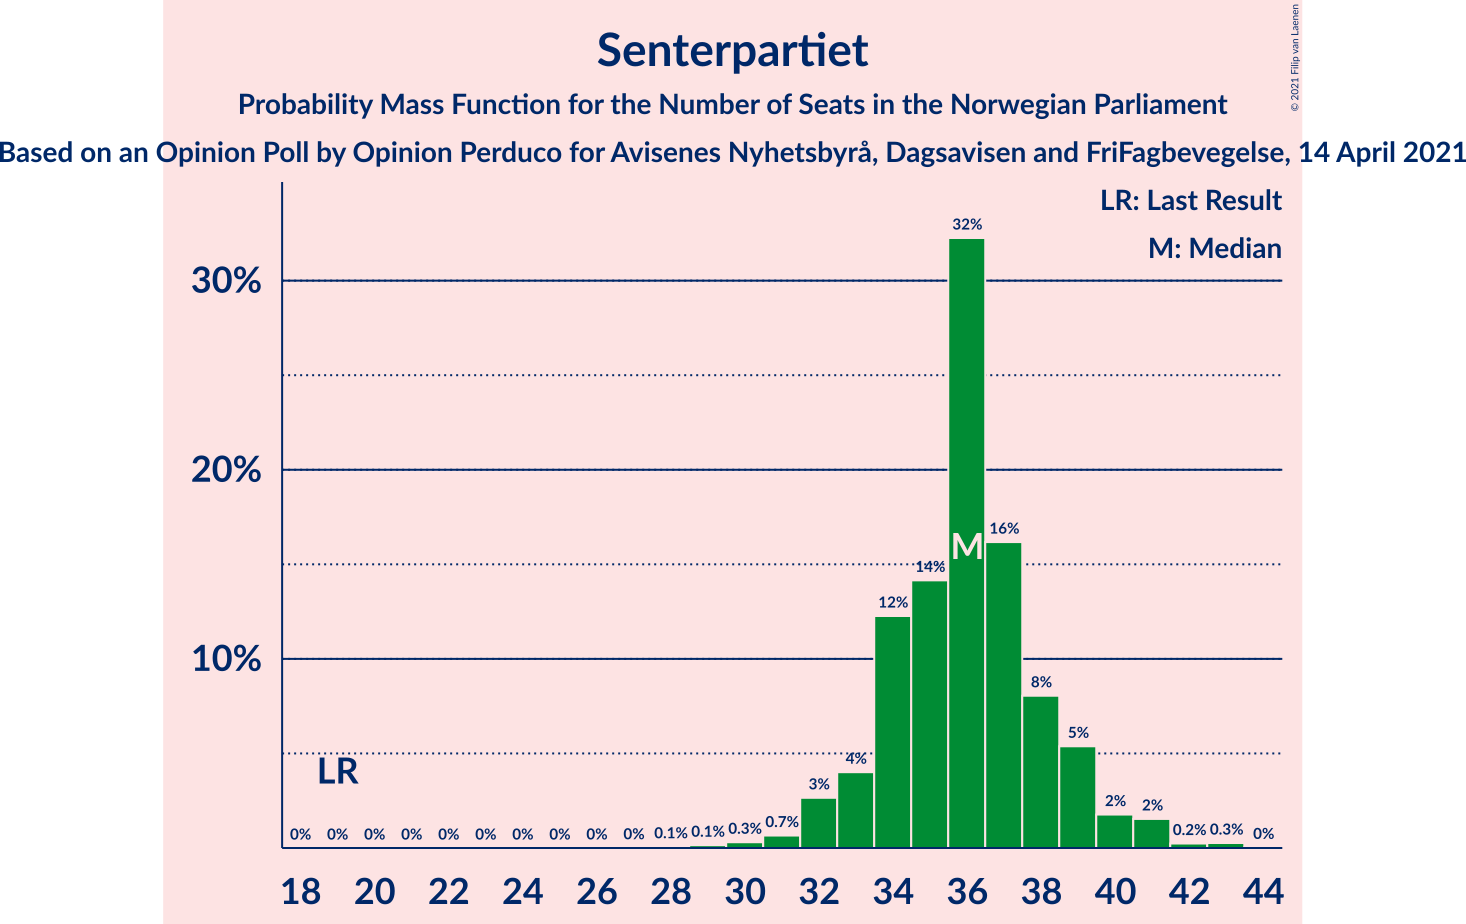 Senterpartiet
Probability Mass Function for the Number of Seats in the Norwegian Parliament
Based on an Opinion Poll by Opinion Perduco for Avisenes Nyhetsbyrå, Dagsavisen and FriFagbevegelse, 14 April 2021
© 2021 Filip van Laenen
LR: Last Result
M: Median
30%
20%
10%
LR
M
0% 0% 0% 0% 0% 0% 0% 0% 0% 0% 0.1% 0.1% 0.3% 0.7% 3% 4% 12% 14% 32% 16% 8% 5% 2% 2% 0.2% 0.3% 0%
18 20 22 24 26 28 30 32 34 36 38 40 42 44